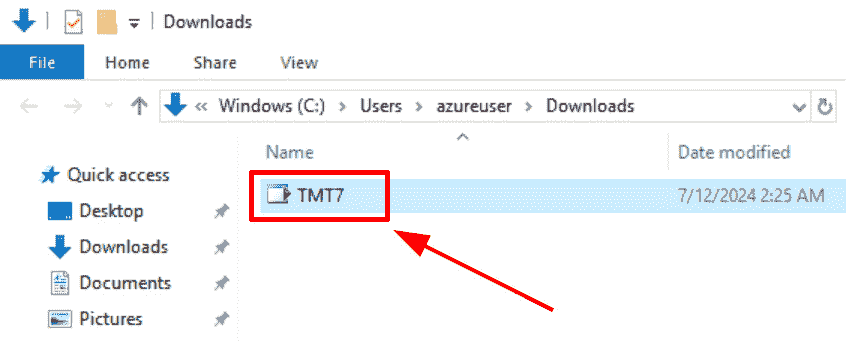 Downloads
File Home Share View
« Windows (C:) > Users > azureuser > Downloads
Name Date modified
Quick access
TMT7 7/12/2024 2:25 AM
Desktop
Downloads
Documents
Pictures